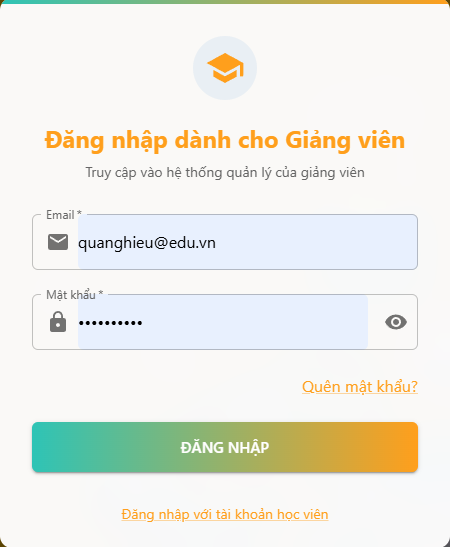 Đăng nhập dành cho Giảng viên
Truy cập vào hệ thống quản lý của giảng viên
Email *
quanghieu@edu.vn
Mật khẩu *
••••••••••
Quên mật khẩu?
ĐĂNG NHẬP
Đăng nhập với tài khoản học viên